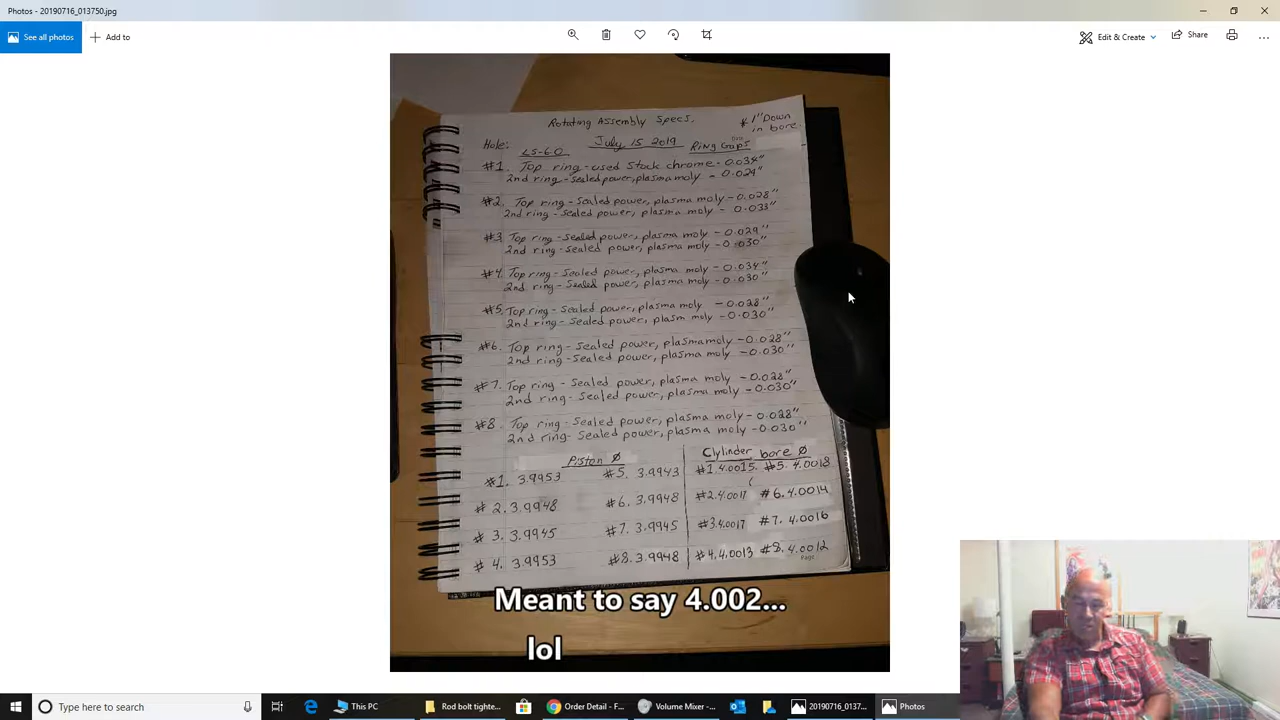 Photos - 20190716_013750.jpg
See all photos
Add to
Edit & Create
Share
Rotating Assembly Specs.
* 1" Down
in bore.
Hole:
LS-6.0
July 15 2019
Ring Gaps
#1. Top ring - used Stock chrome - 0.034"
2nd ring - Sealed power, plasma moly - 0.024"
#2. Top ring - Sealed power, plasma moly - 0.028"
2nd ring - Sealed power, plasma moly - 0.033"
#3. Top ring - Sealed power, plasma moly - 0.029"
2nd ring - Sealed power, plasma moly - 0.030"
#4. Top ring - Sealed power, plasma moly - 0.034"
2nd ring - Sealed power, plasma moly - 0.030"
#5. Top ring - Sealed power, plasma moly - 0.028"
2nd ring - Sealed power, plasm moly - 0.030"
#6. Top ring - Sealed power, plasma moly - 0.028"
2nd ring - Sealed power, plasma moly - 0.030"
#7. Top ring - Sealed power, plasma moly - 0.028"
2nd ring - Sealed power, plasma moly - 0.030"
#8. Top ring - Sealed power, plasma moly - 0.028"
2nd ring - Sealed power, plasma moly - 0.030"
Piston Ø
#1. 3.9953 #5. 3.9943
#2. 3.9948 #6. 3.9948
#3. 3.9945 #7. 3.9945
#4. 3.9953 #8. 3.9948
Clylinder bore Ø
#1. 4.0015. #5. 4.0018
#2. 4.0017 #6. 4.0014
#3. 4.0017 #7. 4.0016
#4. 4.0013 #8. 4.0012
Page
Meant to say 4.002...
lol
Type here to search
This PC
Rod bolt tighte...
Order Detail - F...
Volume Mixer -...
20190716_0137...
Photos